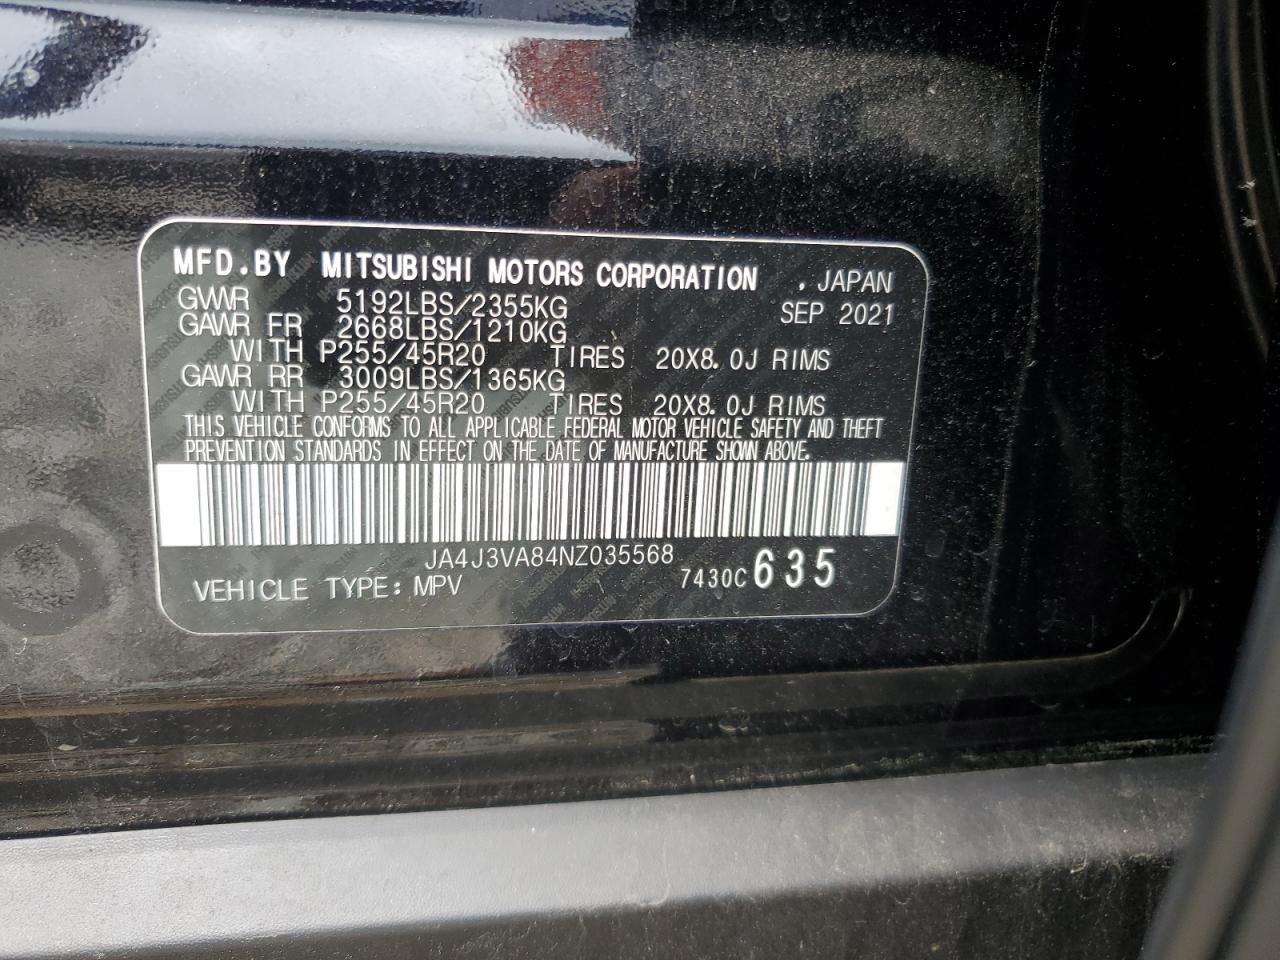 MFD.BY MITSUBISHI MOTORS CORPORATION , JAPAN
GVWR 5192LBS/2355KG SEP 2021
GAWR FR 2668LBS/1210KG
WITH P255/45R20 TIRES 20X8.0J RIMS
GAWR RR 3009LBS/1365KG
WITH P255/45R20 TIRES 20X8.0J RIMS
THIS VEHICLE CONFORMS TO ALL APPLICABLE FEDERAL MOTOR VEHICLE SAFETY AND THEFT
PREVENTION STANDARDS IN EFFECT ON THE DATE OF MANUFACTURE SHOWN ABOVE.
JA4J3VA84NZ035568
VEHICLE TYPE: MPV 7430C635